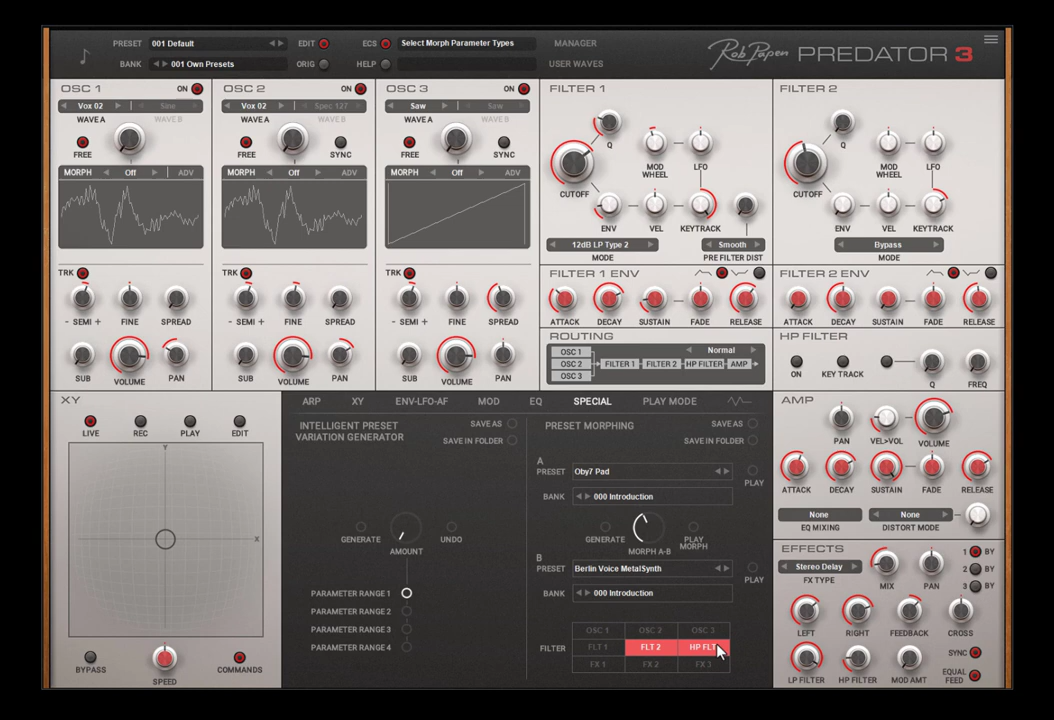 PRESET 001 Default EDIT ECS Select Morph Parameter Types MANAGER
BANK 001 Own Presets ORIG HELP USER WAVES
Rob Papen PREDATOR 3
OSC 1 ON
Vox 02 Sine
WAVE A WAVE B
FREE
MORPH Off ADV
TRK
- SEMI + FINE SPREAD
SUB VOLUME PAN
OSC 2 ON
Vox 02 Spec 127
WAVE A WAVE B
FREE SYNC
MORPH Off ADV
TRK
- SEMI + FINE SPREAD
SUB VOLUME PAN
OSC 3 ON
Saw Saw
WAVE A WAVE B
FREE SYNC
MORPH Off ADV
TRK
- SEMI + FINE SPREAD
SUB VOLUME PAN
FILTER 1
Q
MOD WHEEL LFO
CUTOFF
ENV VEL KEYTRACK
12dB LP Type 2 Smooth
MODE PRE FILTER DIST
FILTER 2
Q
MOD WHEEL LFO
CUTOFF
ENV VEL KEYTRACK
Bypass
MODE
FILTER 1 ENV
ATTACK DECAY SUSTAIN FADE RELEASE
FILTER 2 ENV
ATTACK DECAY SUSTAIN FADE RELEASE
ROUTING
Normal
OSC 1
OSC 2 FILTER 1 FILTER 2 HP FILTER AMP
OSC 3
HP FILTER
ON KEY TRACK Q FREQ
XY
LIVE REC PLAY EDIT
Y
X
BYPASS SPEED COMMANDS
ARP XY ENV-LFO-AF MOD EQ SPECIAL PLAY MODE
INTELLIGENT PRESET
VARIATION GENERATOR
SAVE AS
SAVE IN FOLDER
GENERATE AMOUNT UNDO
PARAMETER RANGE 1
PARAMETER RANGE 2
PARAMETER RANGE 3
PARAMETER RANGE 4
PRESET MORPHING
SAVE AS
SAVE IN FOLDER
A
PRESET Oby7 Pad
PLAY
BANK 000 Introduction
GENERATE MORPH A-B PLAY MORPH
B
PRESET Berlin Voice MetalSynth
PLAY
BANK 000 Introduction
OSC 1 OSC 2 OSC 3
FILTER FLT 1 FLT 2 HP FLT
FX 1 FX 2 FX 3
AMP
PAN VEL>VOL VOLUME
ATTACK DECAY SUSTAIN FADE RELEASE
None None
EQ MIXING DISTORT MODE
EFFECTS
Stereo Delay
FX TYPE MIX PAN
1 BY
2 BY
3 BY
LEFT RIGHT FEEDBACK CROSS
SYNC
EQUAL FEED
LP FILTER HP FILTER MOD AMT